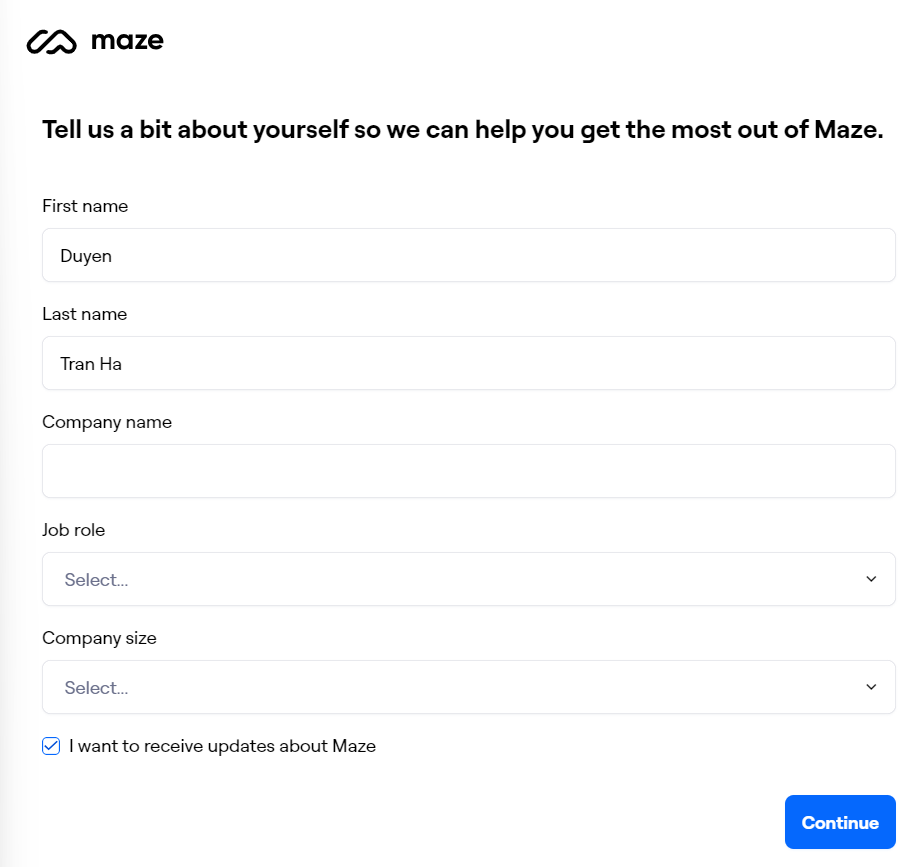 maze
Tell us a bit about yourself so we can help you get the most out of Maze.
First name
Duyen
Last name
Tran Ha
Company name
Job role
Select...
Company size
Select...
I want to receive updates about Maze
Continue